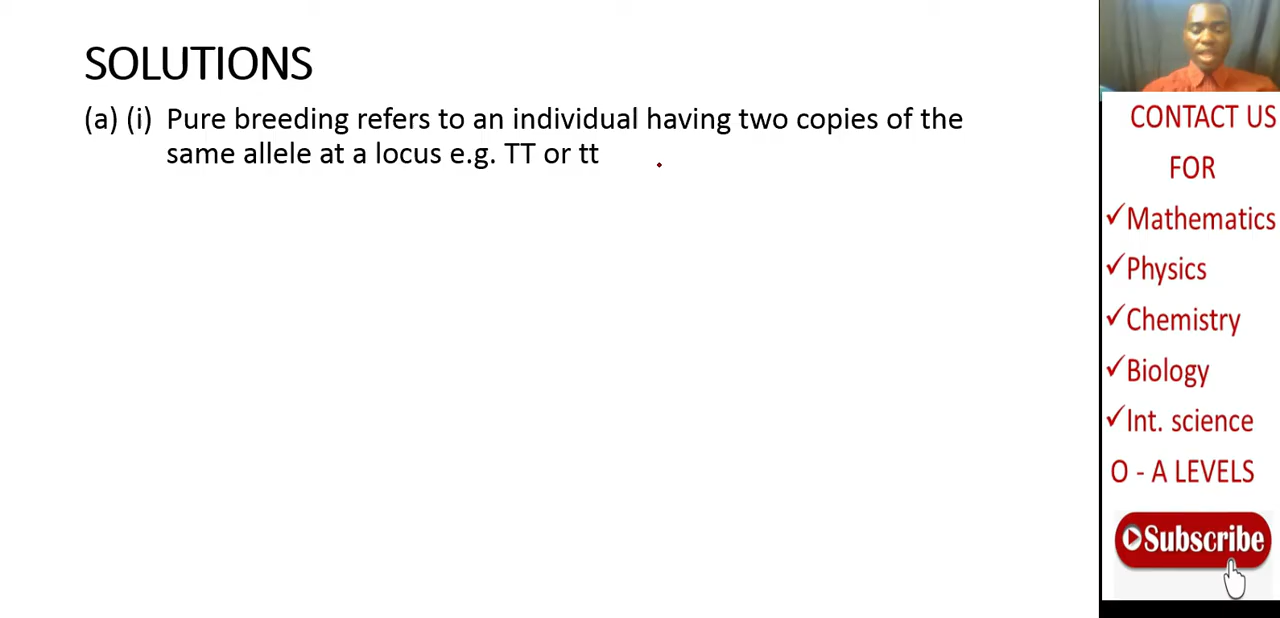 SOLUTIONS
(a) (i) Pure breeding refers to an individual having two copies of the
same allele at a locus e.g. TT or tt
CONTACT US
FOR
✓Mathematics
✓Physics
✓Chemistry
✓Biology
✓Int. science
O - A LEVELS
Subscribe